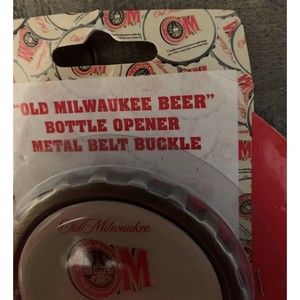 "OLD MILWAUKEE BEER"
BOTTLE OPENER
METAL BELT BUCKLE
Old Milwaukee
OM